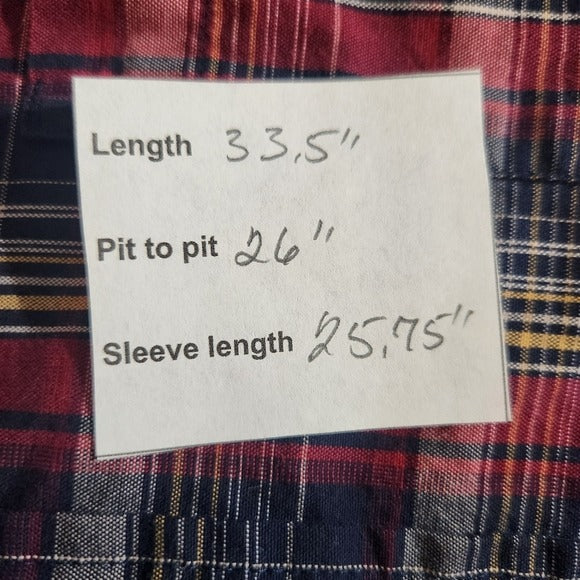 Length 33.5"
Pit to pit 26"
Sleeve length 25.75"